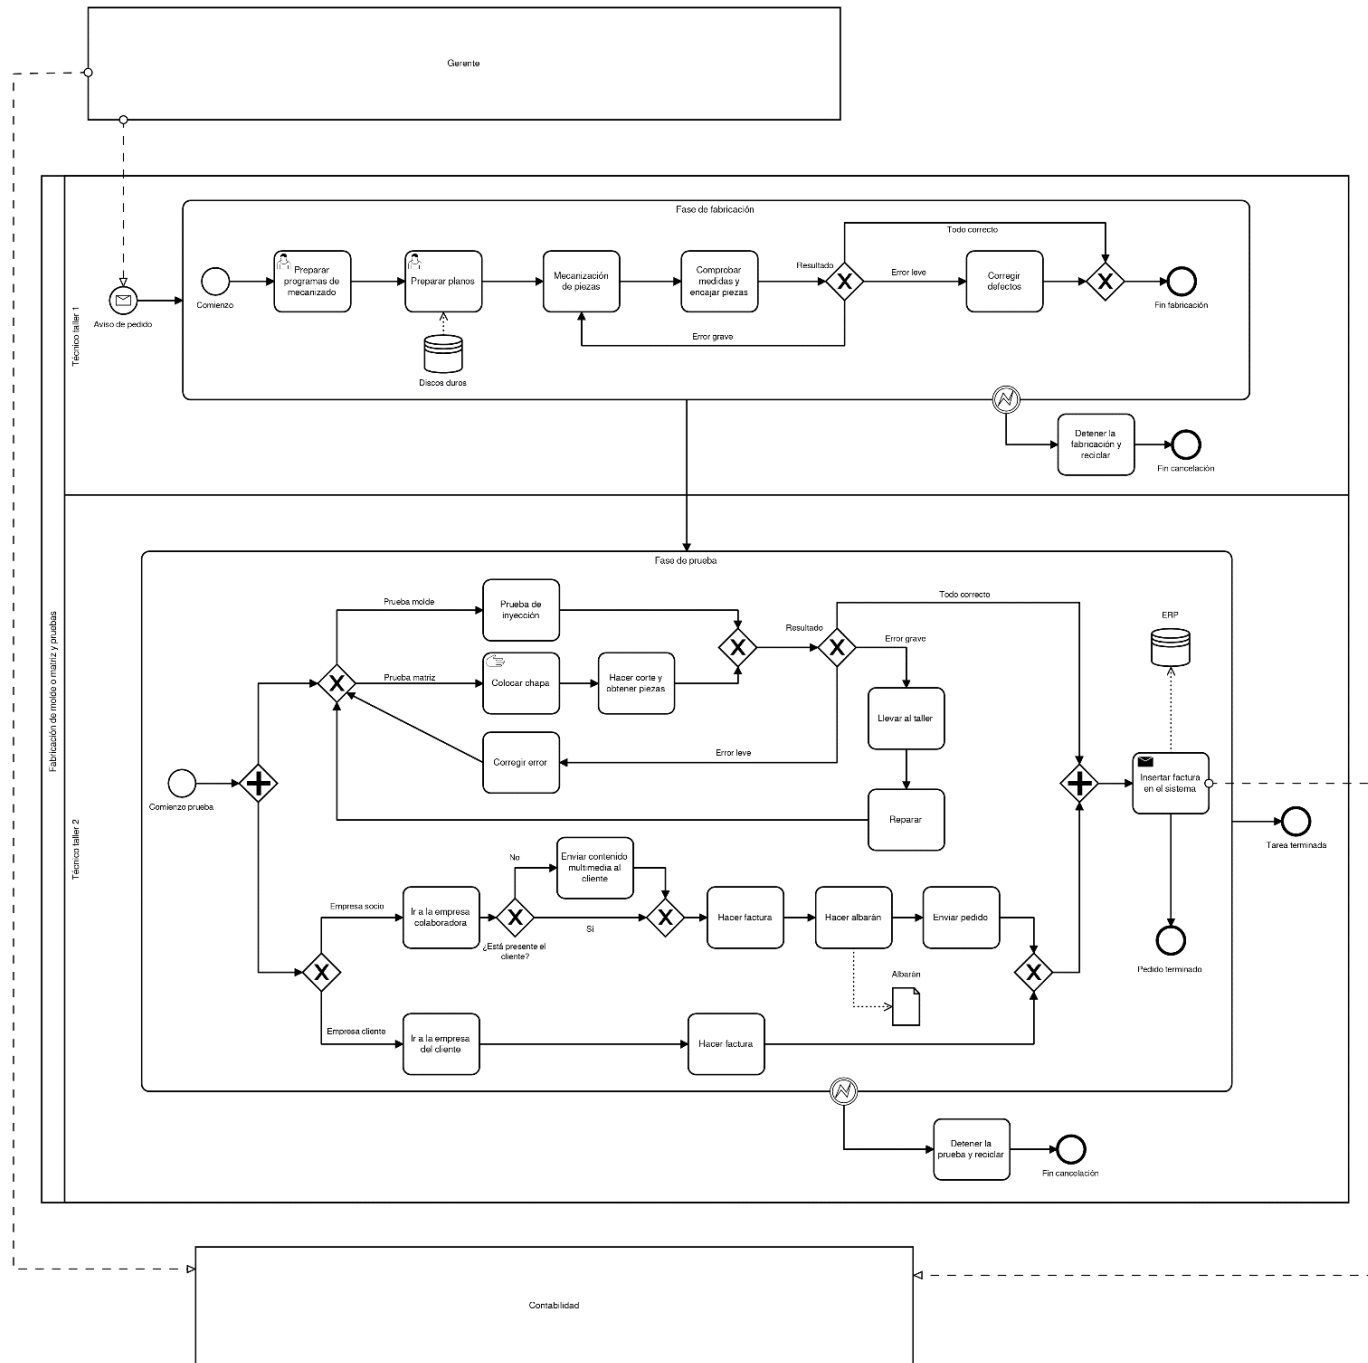 Gerente
Fabricación de molde o matriz y pruebas
Técnico taller 1
Aviso de pedido
Fase de fabricación
Comienzo
Preparar
programas de
mecanizado
Preparar planos
Discos duros
Mecanización
de piezas
Comprobar
medidas y
encajar piezas
Resultado
Todo correcto
Error leve
Error grave
Corregir
defectos
Fin fabricación
Detener la
fabricación y
reciclar
Fin cancelación
Técnico taller 2
Fase de prueba
Comienzo prueba
Prueba molde
Prueba de
inyección
Prueba matriz
Colocar chapa
Hacer corte y
obtener piezas
Corregir error
Resultado
Todo correcto
Error grave
Error leve
Llevar al taller
Reparar
Empresa socio
Ir a la empresa
colaboradora
¿Está presente el
cliente?
No
Enviar contenido
multimedia al
cliente
Sí
Hacer factura
Hacer albarán
Albarán
Enviar pedido
Empresa cliente
Ir a la empresa
del cliente
Hacer factura
ERP
Insertar factura
en el sistema
Pedido terminado
Tarea terminada
Detener la
prueba y reciclar
Fin cancelación
Contabilidad